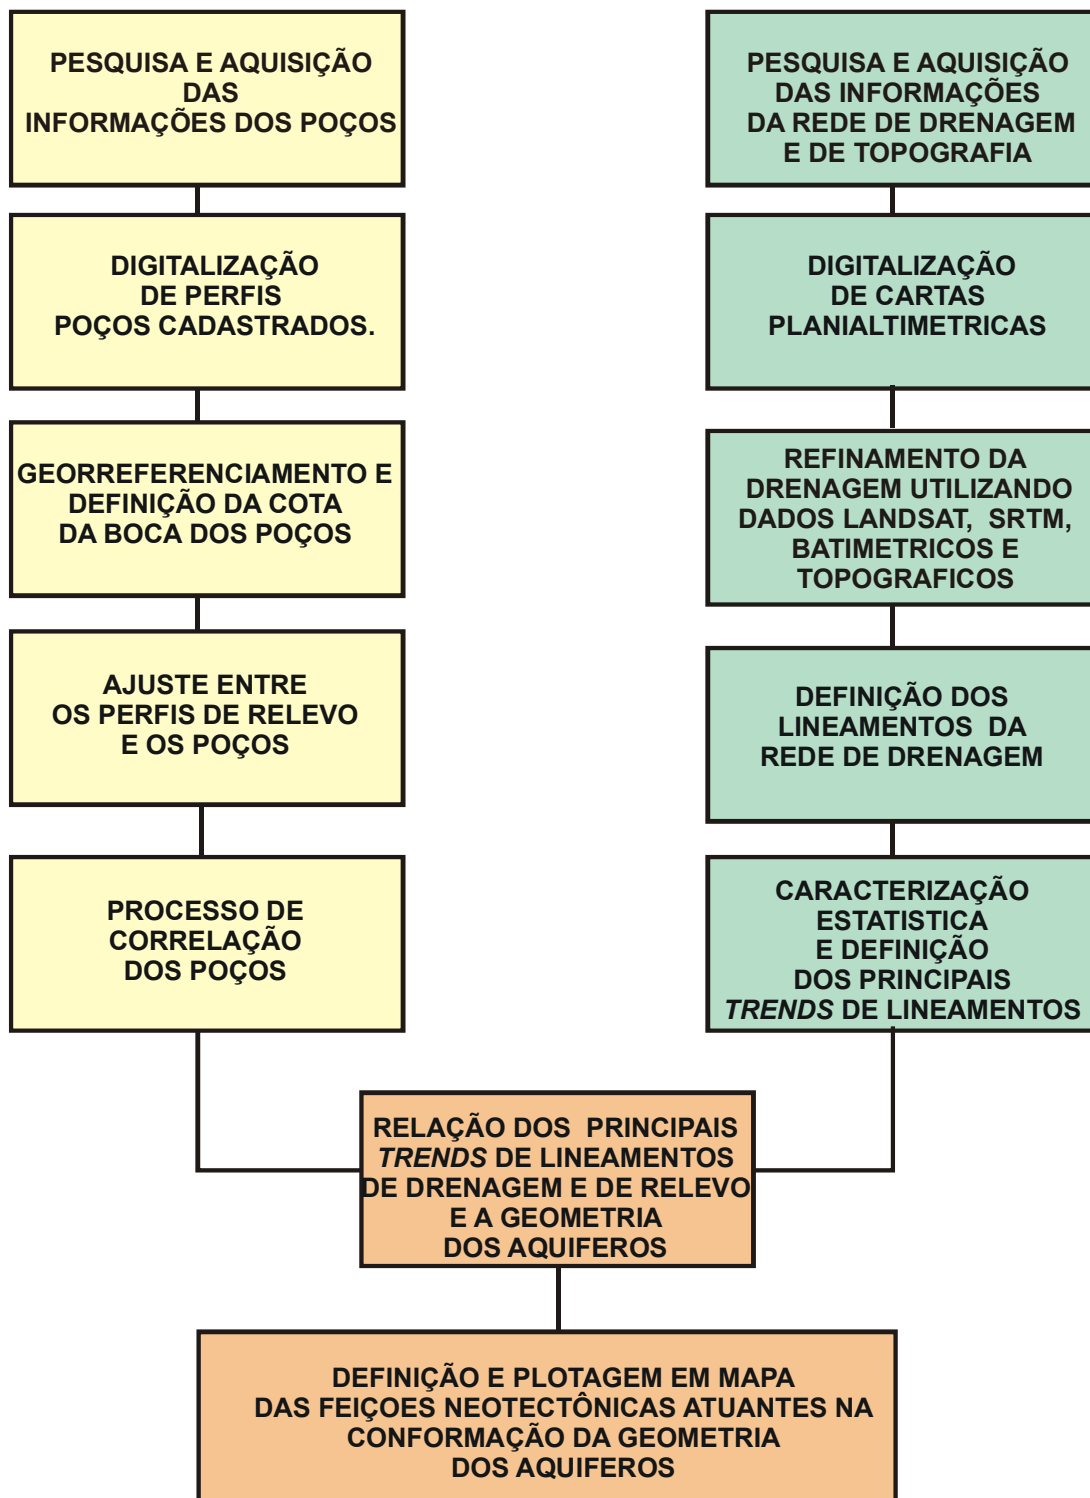 PESQUISA E AQUISIÇÃO
DAS
INFORMAÇÕES DOS POÇOS
DIGITALIZAÇÃO
DE PERFIS
POÇOS CADASTRADOS.
GEORREFERENCIAMENTO E
DEFINIÇÃO DA COTA
DA BOCA DOS POÇOS
AJUSTE ENTRE
OS PERFIS DE RELEVO
E OS POÇOS
PROCESSO DE
CORRELAÇÃO
DOS POÇOS
PESQUISA E AQUISIÇÃO
DAS INFORMAÇÕES
DA REDE DE DRENAGEM
E DE TOPOGRAFIA
DIGITALIZAÇÃO
DE CARTAS
PLANIALTIMETRICAS
REFINAMENTO DA
DRENAGEM UTILIZANDO
DADOS LANDSAT, SRTM,
BATIMETRICOS E
TOPOGRAFICOS
DEFINIÇÃO DOS
LINEAMENTOS DA
REDE DE DRENAGEM
CARACTERIZAÇÃO
ESTATISTICA
E DEFINIÇÃO
DOS PRINCIPAIS
TRENDS DE LINEAMENTOS
RELAÇÃO DOS PRINCIPAIS
TRENDS DE LINEAMENTOS
DE DRENAGEM E DE RELEVO
E A GEOMETRIA
DOS AQUIFEROS
DEFINIÇÃO E PLOTAGEM EM MAPA
DAS FEIÇOES NEOTECTÔNICAS ATUANTES NA
CONFORMAÇÃO DA GEOMETRIA
DOS AQUIFEROS